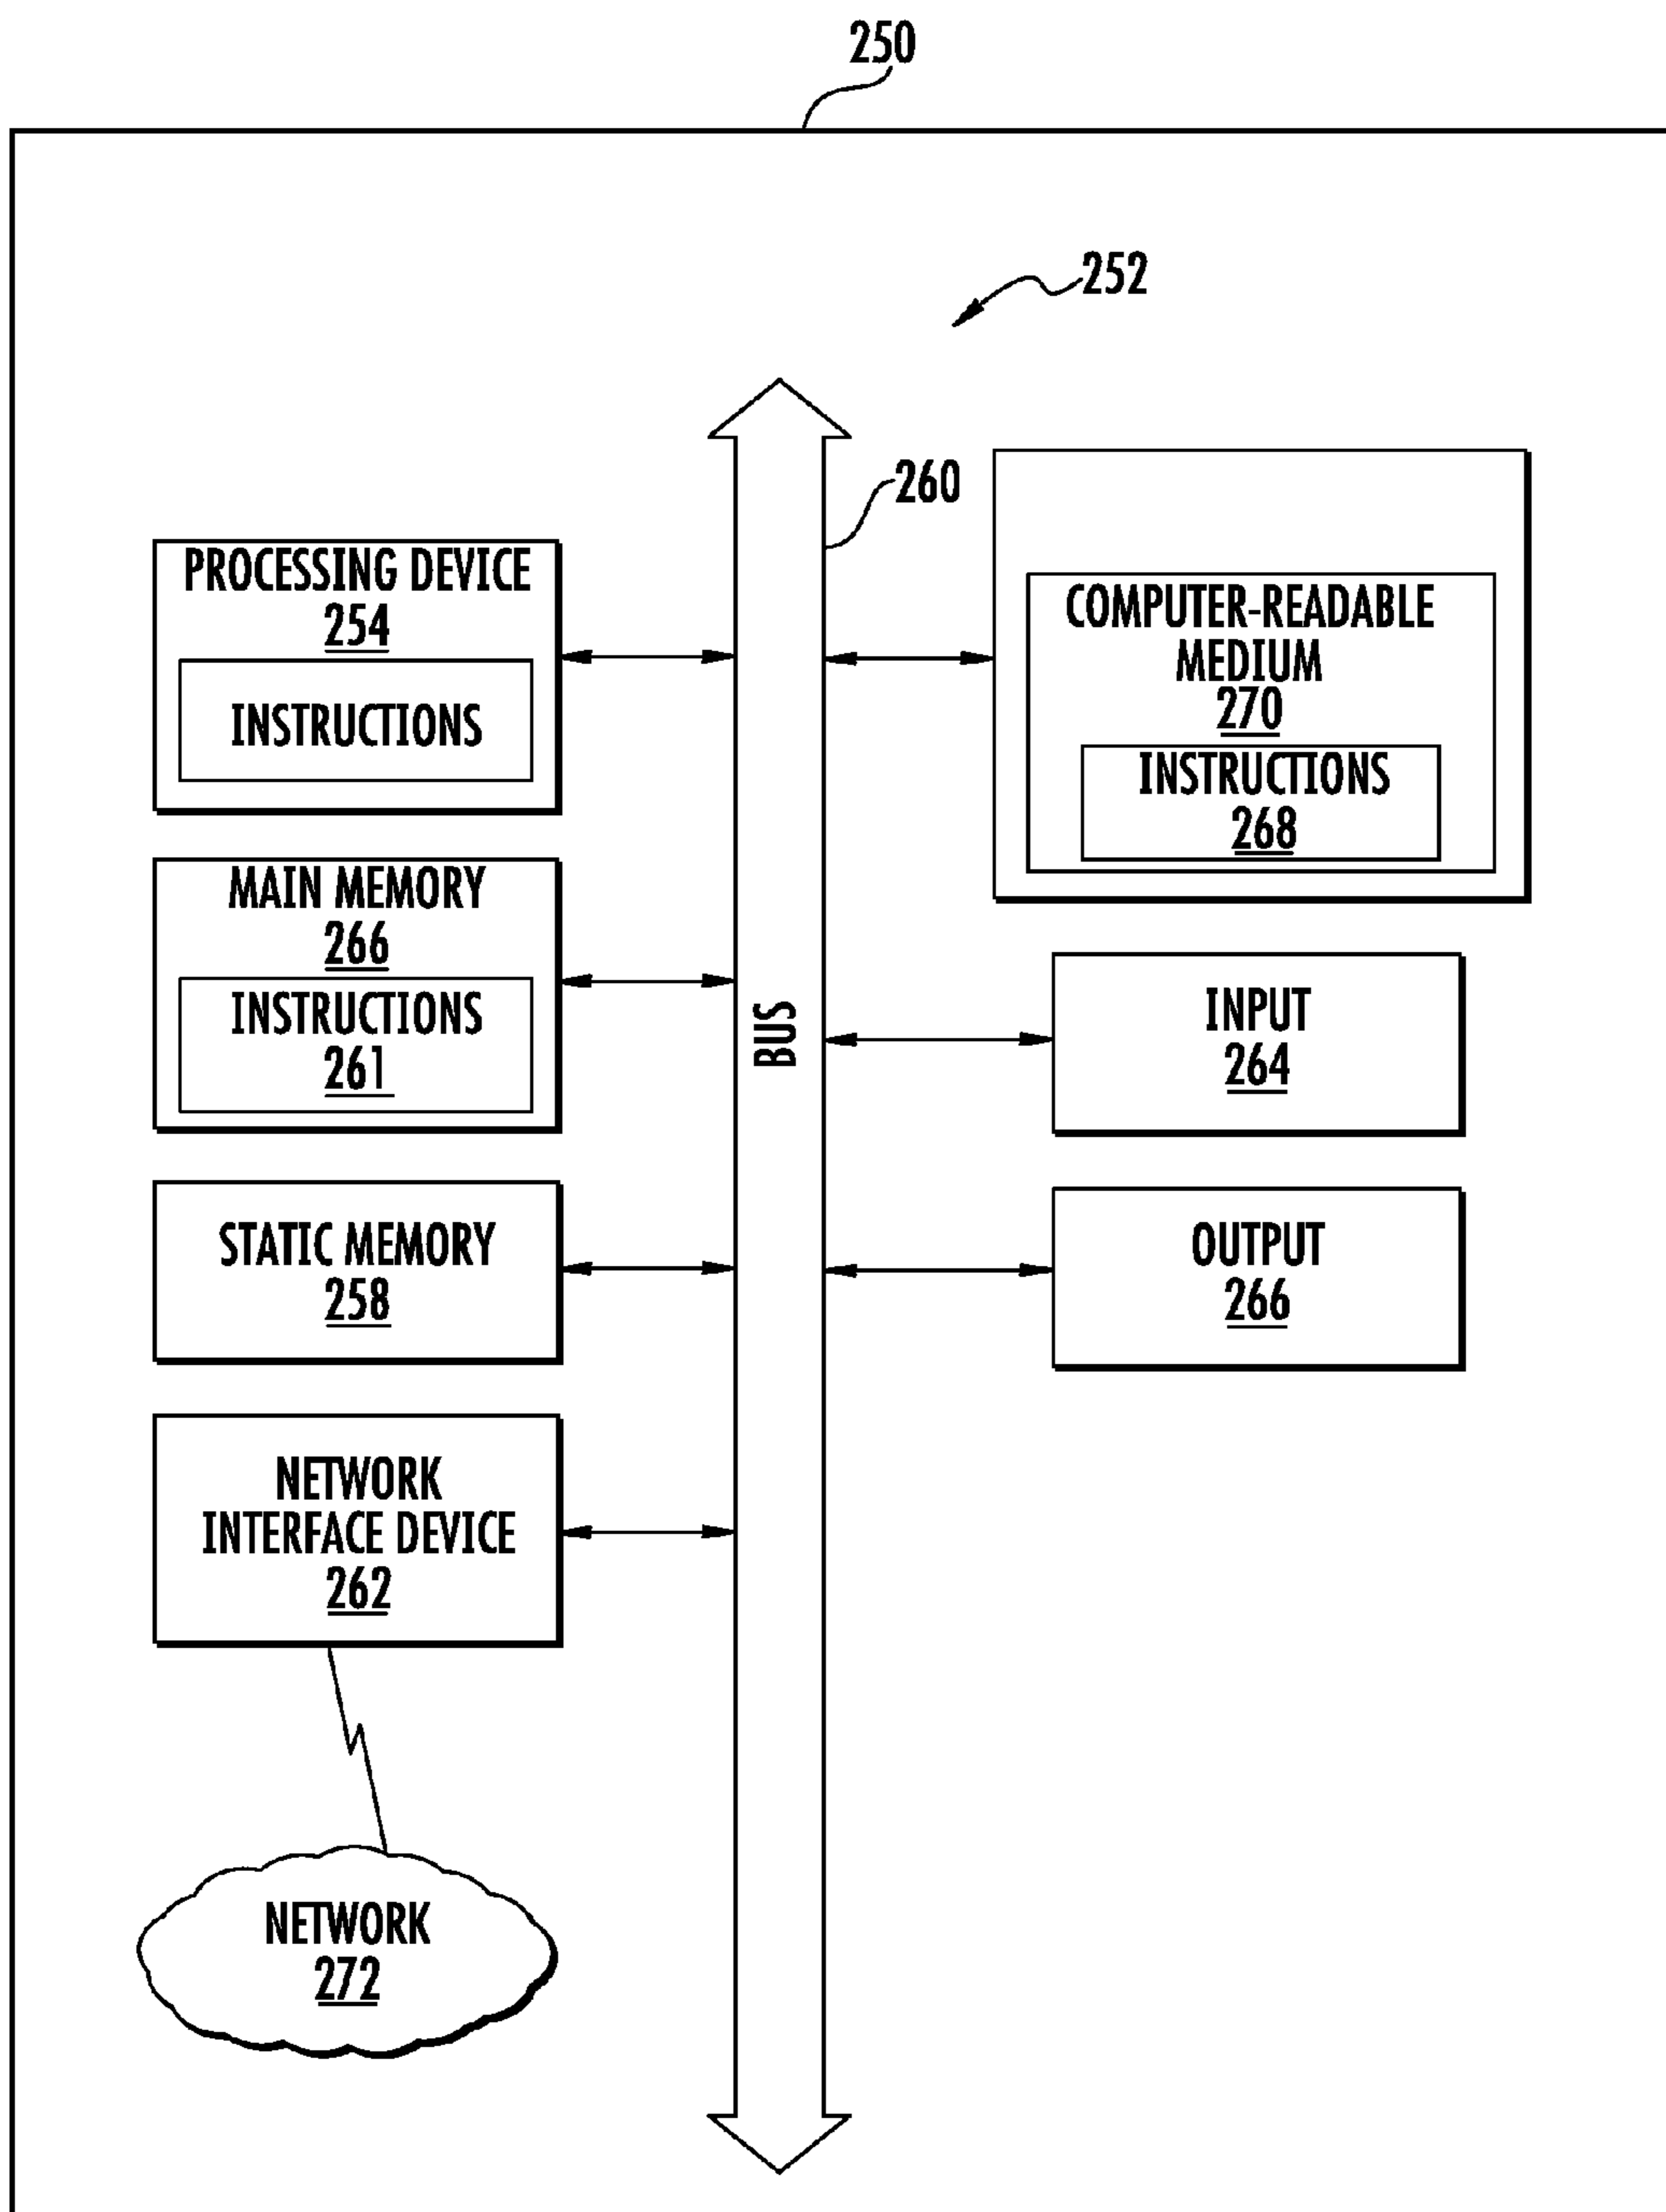 250
252
260
PROCESSING DEVICE
254
INSTRUCTIONS
MAIN MEMORY
266
INSTRUCTIONS
261
STATIC MEMORY
258
NETWORK
INTERFACE DEVICE
262
NETWORK
272
BUS
COMPUTER-READABLE
MEDIUM
270
INSTRUCTIONS
268
INPUT
264
OUTPUT
266